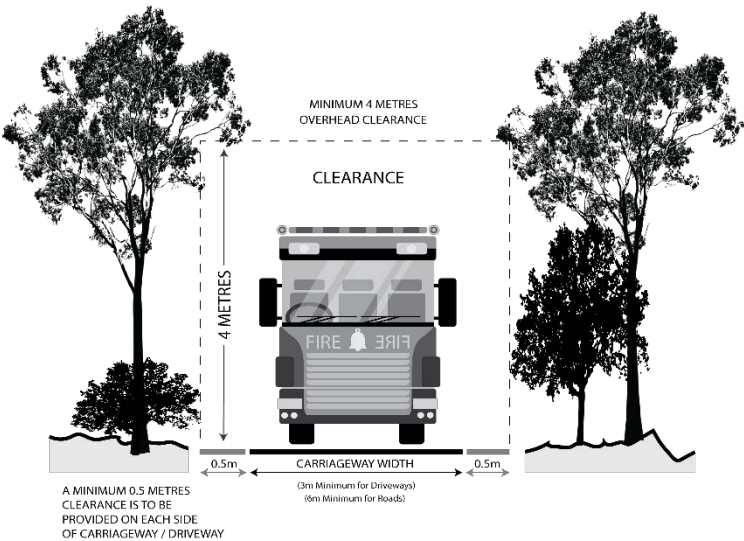 MINIMUM 4 METRES
OVERHEAD CLEARANCE
CLEARANCE
4 METRES
FIRE FIRE
0.5m CARRIAGEWAY WIDTH 0.5m
(3m Minimum for Driveways)
(6m Minimum for Roads)
A MINIMUM 0.5 METRES
CLEARANCE IS TO BE
PROVIDED ON EACH SIDE
OF CARRIAGEWAY / DRIVEWAY